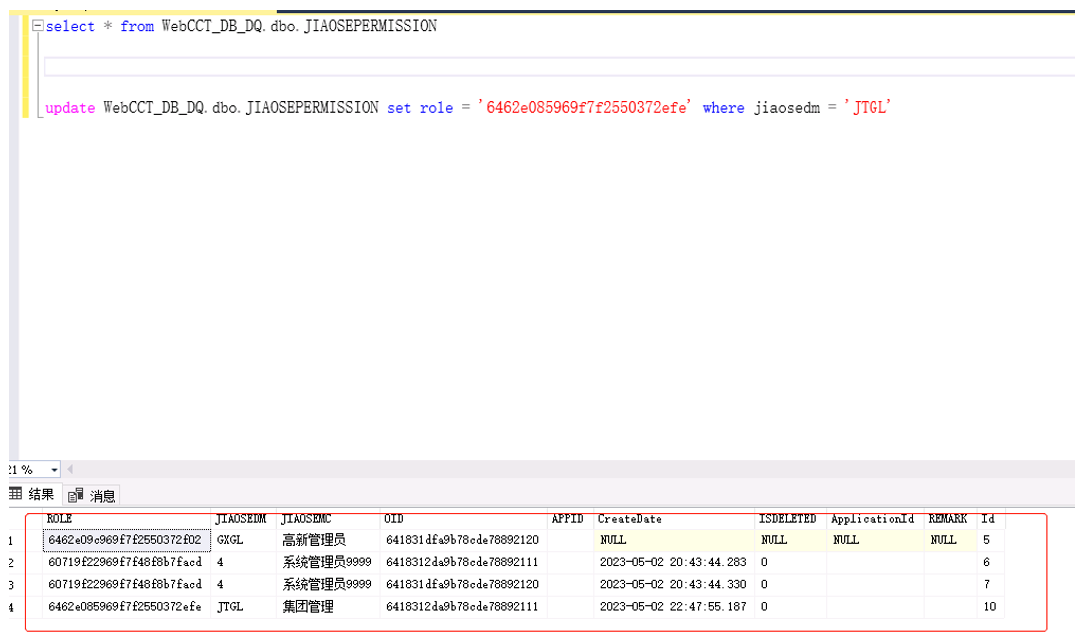 select * from WebCCT_DB_DQ.dbo.JIAOSEPERMISSION
update WebCCT_DB_DQ.dbo.JIAOSEPERMISSION set role = '6462e085969f7f2550372efe' where jiaosedm = 'JTGL'
21 %
结果 消息
ROLE JIAOSEDM JIAOSEMC OID APPID CreateDate ISDELETED ApplicationId REMARK Id
1 6462e09c969f7f2550372f02 GXGL 高新管理员 641831dfa9b78cde78892120 NULL NULL NULL NULL 5
2 60719f22969f7f48f8b7facd 4 系统管理员9999 6418312da9b78cde78892111 2023-05-02 20:43:44.283 0 6
3 60719f22969f7f48f8b7facd 4 系统管理员9999 641831dfa9b78cde78892120 2023-05-02 20:43:44.330 0 7
4 6462e085969f7f2550372efe JTGL 集团管理 6418312da9b78cde78892111 2023-05-02 22:47:55.187 0 10